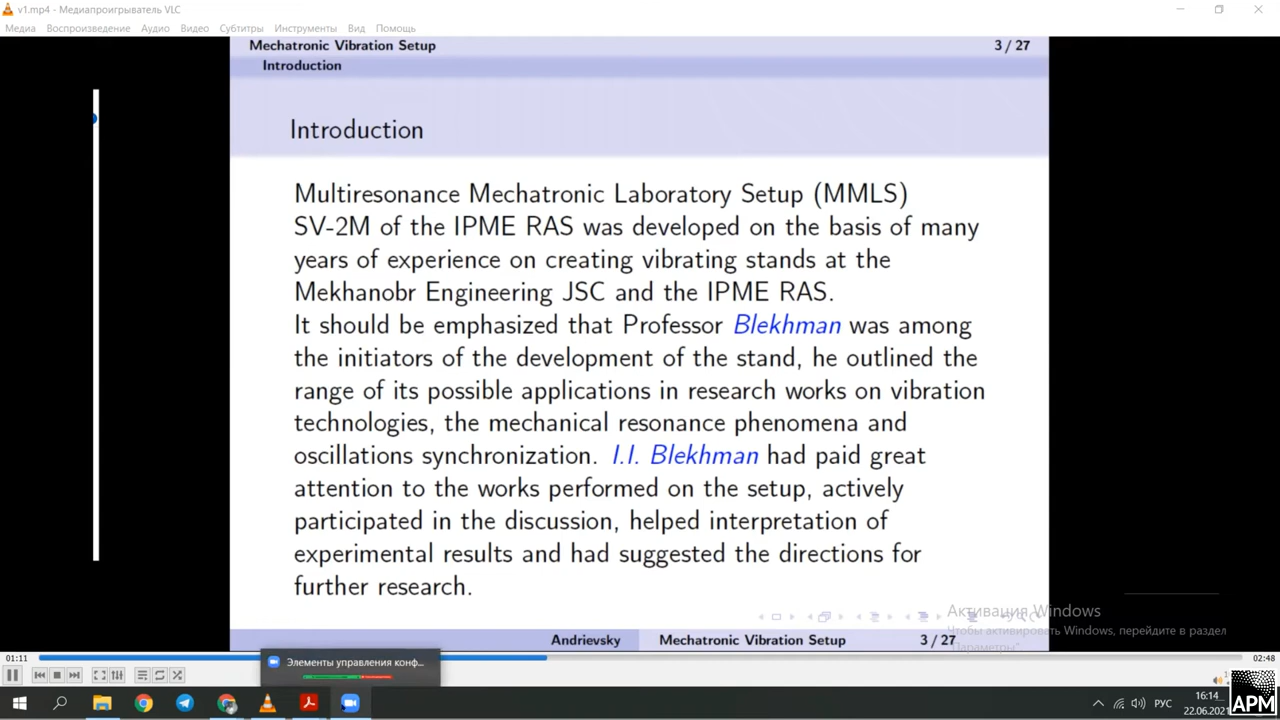 v1.mp4 - Медиапроигрыватель VLC
Медиа Воспроизведение Аудио Видео Субтитры Инструменты Вид Помощь
Mechatronic Vibration Setup 3 / 27
Introduction
Introduction
Multiresonance Mechatronic Laboratory Setup (MMLS)
SV-2M of the IPME RAS was developed on the basis of many
years of experience on creating vibrating stands at the
Mekhanobr Engineering JSC and the IPME RAS.
It should be emphasized that Professor Blekhman was among
the initiators of the development of the stand, he outlined the
range of its possible applications in research works on vibration
technologies, the mechanical resonance phenomena and
oscillations synchronization. I.I. Blekhman had paid great
attention to the works performed on the setup, actively
participated in the discussion, helped interpretation of
experimental results and had suggested the directions for
further research.
Активация Windows
Чтобы активировать Windows, перейдите в раздел
"Параметры".
Andrievsky Mechatronic Vibration Setup 3 / 27
01:11 02:48
Элементы управления конф...
РУС
16:14
22.06.2021
APM